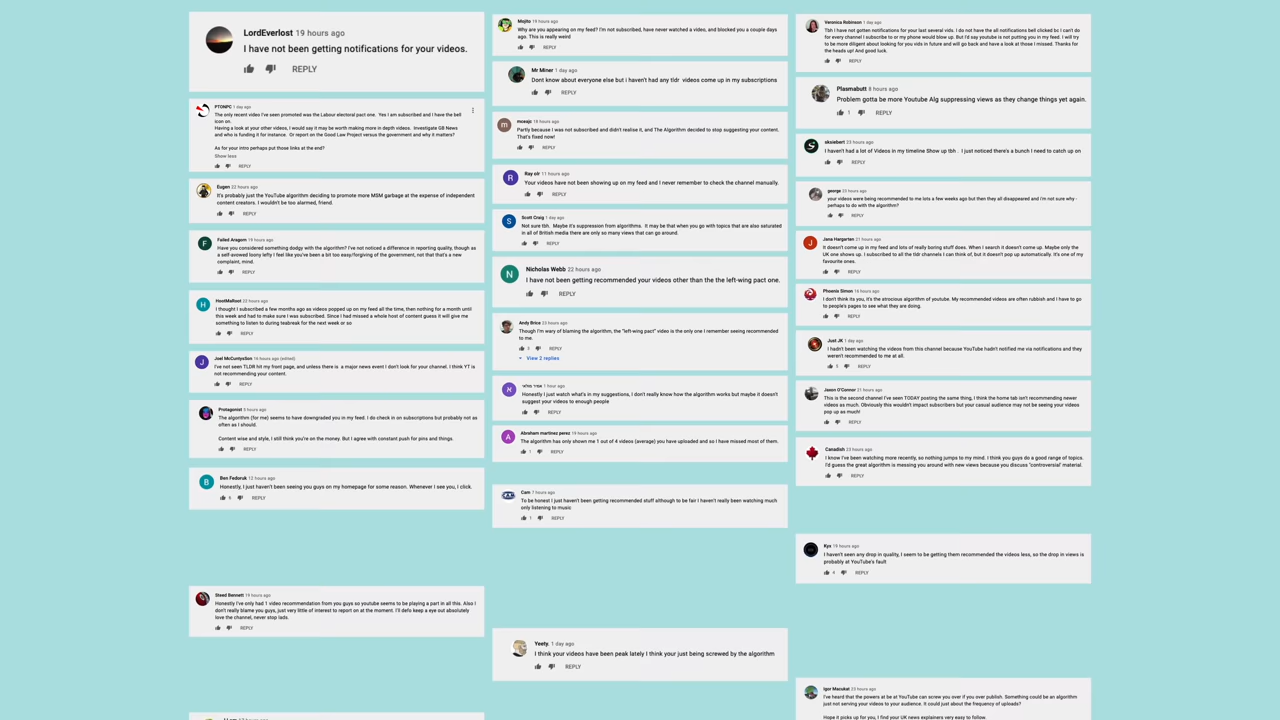 LordEverlost 19 hours ago
I have not been getting notifications for your videos.
REPLY
PTONPC 1 day ago
The only recent video I've seen promoted was the Labour electoral pact one. Yes I am subscribed and I have the bell
icon on.
Having a look at your other videos, I would say it may be worth making more in depth videos. Investigate GB News
and who is funding it for instance. Or report on the Good Law Project versus the government and why it matters?
As for your intro perhaps put those links at the end?
Show less
REPLY
Eugen 22 hours ago
It's probably just the YouTube algorithm deciding to promote more MSM garbage at the expense of independent
content creators. I wouldn't be too alarmed, friend.
REPLY
Failed Aragorn 19 hours ago
Have you considered something dodgy with the algorithm? I've not noticed a difference in reporting quality, though as
a self-avowed loony lefty I feel like you've been a bit too easy/forgiving of the government, not that that's a new
complaint, mind.
REPLY
HostMaRoot 23 hours ago
I thought I subscribed a few months ago as videos popped up on my feed all the time, then nothing for a month until
this week and had to make sure I was subscribed. Since I had missed a whole host of content guess it will give me
something to listen to during teabreak for the next week or so
REPLY
Joel McCuntysSon 16 hours ago (edited)
I've not seen TLDR hit my front page, and unless there is a major news event I don't look for your channel. I think YT is
not recommending your content.
REPLY
Protagonist 5 hours ago
The algorithm (for me) seems to have downgraded you in my feed. I do check in on subscriptions but probably not as
often as I should.
Content wise and style, I still think you're on the money. But I agree with constant push for pins and things.
REPLY
Ben Fedoruk 12 hours ago
Honestly, I just haven't been seeing you guys on my homepage for some reason. Whenever I see you, I click.
6 REPLY
Steed Bennett 19 hours ago
Honestly I've only had 1 video recommendation from you guys so youtube seems to be playing a part in all this. Also I
don't really blame you guys, just very little of interest to report on at the moment. I'll defo keep a eye out absolutely
love the channel, never stop lads.
REPLY
Mojito 19 hours ago
Why are you appearing on my feed? I'm not subscribed, have never watched a video, and blocked you a couple days
ago. This is really weird
REPLY
Mr Miner 1 day ago
Dont know about everyone else but i haven't had any tldr videos come up in my subscriptions
REPLY
mceajc 18 hours ago
Partly because I was not subscribed and didn't realise it, and The Algorithm decided to stop suggesting your content.
That's fixed now!
REPLY
Ray olr 11 hours ago
Your videos have not been showing up on my feed and I never remember to check the channel manually.
REPLY
Scott Craig 1 day ago
Not sure tbh. Maybe it's suppression from algorithms. It may be that when you go with topics that are also saturated
in all of British media there are only so many views that can go around.
REPLY
Nicholas Webb 22 hours ago
I have not been getting recommended your videos other than the the left-wing pact one.
REPLY
Andy Brice 23 hours ago
Though I'm wary of blaming the algorithm, the "left-wing pact" video is the only one I remember seeing recommended
to me.
REPLY
View 2 replies
1 hour ago
Honestly I just watch what's in my suggestions, I don't really know how the algorithm works but maybe it doesn't
suggest your videos to enough people
REPLY
Abraham martinez perez 19 hours ago
The algorithm has only shown me 1 out of 4 videos (average) you have uploaded and so I have missed most of them.
1 REPLY
Cam 7 hours ago
To be honest I just haven't been getting recommended stuff although to be fair I haven't really been watching much
only listening to music
1 REPLY
Yeety. 1 day ago
I think your videos have been peak lately I think your just being screwed by the algorithm
REPLY
Veronica Robinson 1 day ago
Tbh I have not gotten notifications for your last several vids. I do not have the all notifications bell clicked bc I can't do
for every channel I subscribe to or my phone would blow up. But I'd say youtube is not putting you in my feed. I will try
to be more diligent about looking for you vids in future and will go back and have a look at those I missed. Thanks for
the heads up! And good luck.
REPLY
Plasmabutt 8 hours ago
Problem gotta be more Youtube Alg suppressing views as they change things yet again.
1 REPLY
oksiebert 23 hours ago
I haven't had a lot of Videos in my timeline Show up tbh . I just noticed there's a bunch I need to catch up on
REPLY
george 23 hours ago
your videos were being recommended to me lots a few weeks ago but then they all disappeared and i'm not sure why -
perhaps to do with the algorithm?
REPLY
Jana Hargarten 21 hours ago
It doesn't come up in my feed and lots of really boring stuff does. When I search it doesn't come up. Maybe only the
UK one shows up. I subscribed to all the tldr channels I can think of, but it doesn't pop up automatically. It's one of my
favourite ones.
REPLY
Phoenix Simon 16 hours ago
I don't think its you, it's the atrocious algorithm of youtube. My recommended videos are often rubbish and I have to go
to people's pages to see what they are doing.
REPLY
Just JK 1 day ago
I hadn't been watching the videos from this channel because YouTube hadn't notified me via notifications and they
weren't recommended to me at all.
5 REPLY
Jaxon O'Connor 21 hours ago
This is the second channel I've seen TODAY posting the same thing, I think the home tab isn't recommending newer
videos as much. Obviously this wouldn't impact subscribers but your casual audience may not be seeing your videos
pop up as much!
REPLY
Canadish 23 hours ago
I know I've been watching more recently, so nothing jumps to my mind. I think you guys do a good range of topics.
I'd guess the great algorithm is messing you around with new views because you discuss "controversial" material
REPLY
Kyx 19 hours ago
I haven't seen any drop in quality, I seem to be getting them recommended the videos less, so the drop in views is
probably at YouTube's fault
4 REPLY
Igor Macukat 23 hours ago
I've heard that the powers at be at YouTube can screw you over if you over publish. Something could be an algorithm
just not serving your videos to your audience. It could just about the frequency of uploads?
Hope it picks up for you, I find your UK news explainers very easy to follow.